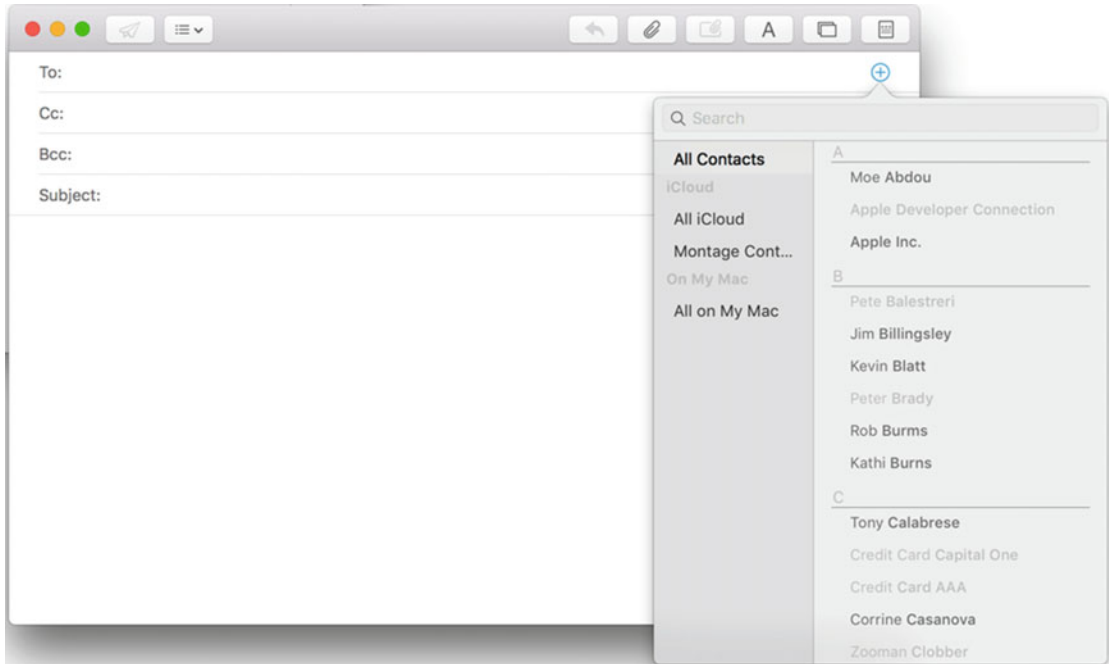 A
To:
Cc:
Bcc:
Subject:
Search
All Contacts
iCloud
All iCloud
Montage Cont...
On My Mac
All on My Mac
A
Moe Abdou
Apple Developer Connection
Apple Inc.
B
Pete Balestreri
Jim Billingsley
Kevin Blatt
Peter Brady
Rob Burms
Kathi Burns
C
Tony Calabrese
Credit Card Capital One
Credit Card AAA
Corrine Casanova
Zooman Clobber